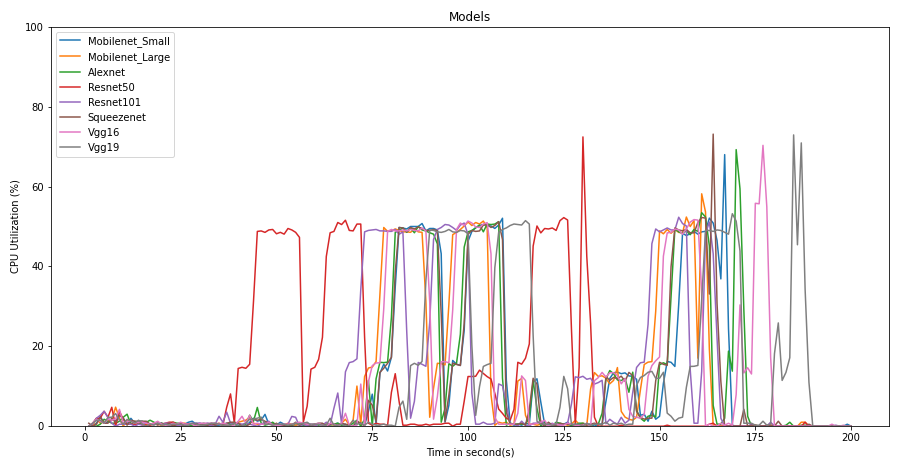 Models
100
80
60
40
20
0
CPU Utilization (%)
Mobilenet_Small
Mobilenet_Large
Alexnet
Resnet50
Resnet101
Squeezenet
Vgg16
Vgg19
0 25 50 75 100 125 150 175 200
Time in second(s)